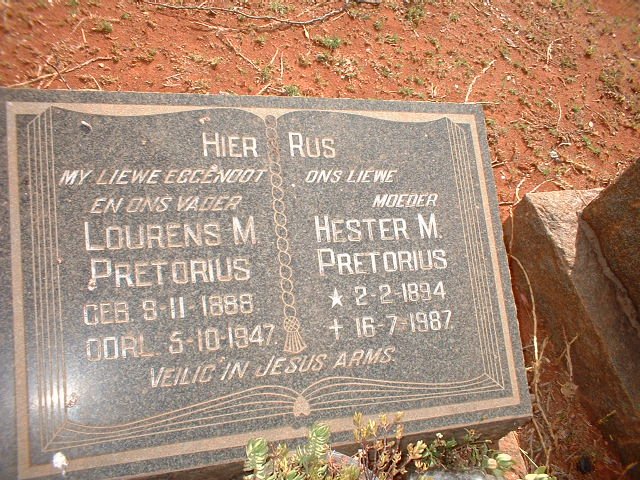 HIER RUS
MY LIEWE EGGENOOT
EN ONS VADER
LOURENS M.
PRETORIUS
GEB. 8-11-1888
OORL. 5-10-1947.
ONS LIEWE
MOEDER
HESTER M.
PRETORIUS
★ 2-2-1894
+ 16-7-1987.
VEILIG IN JESUS ARMS